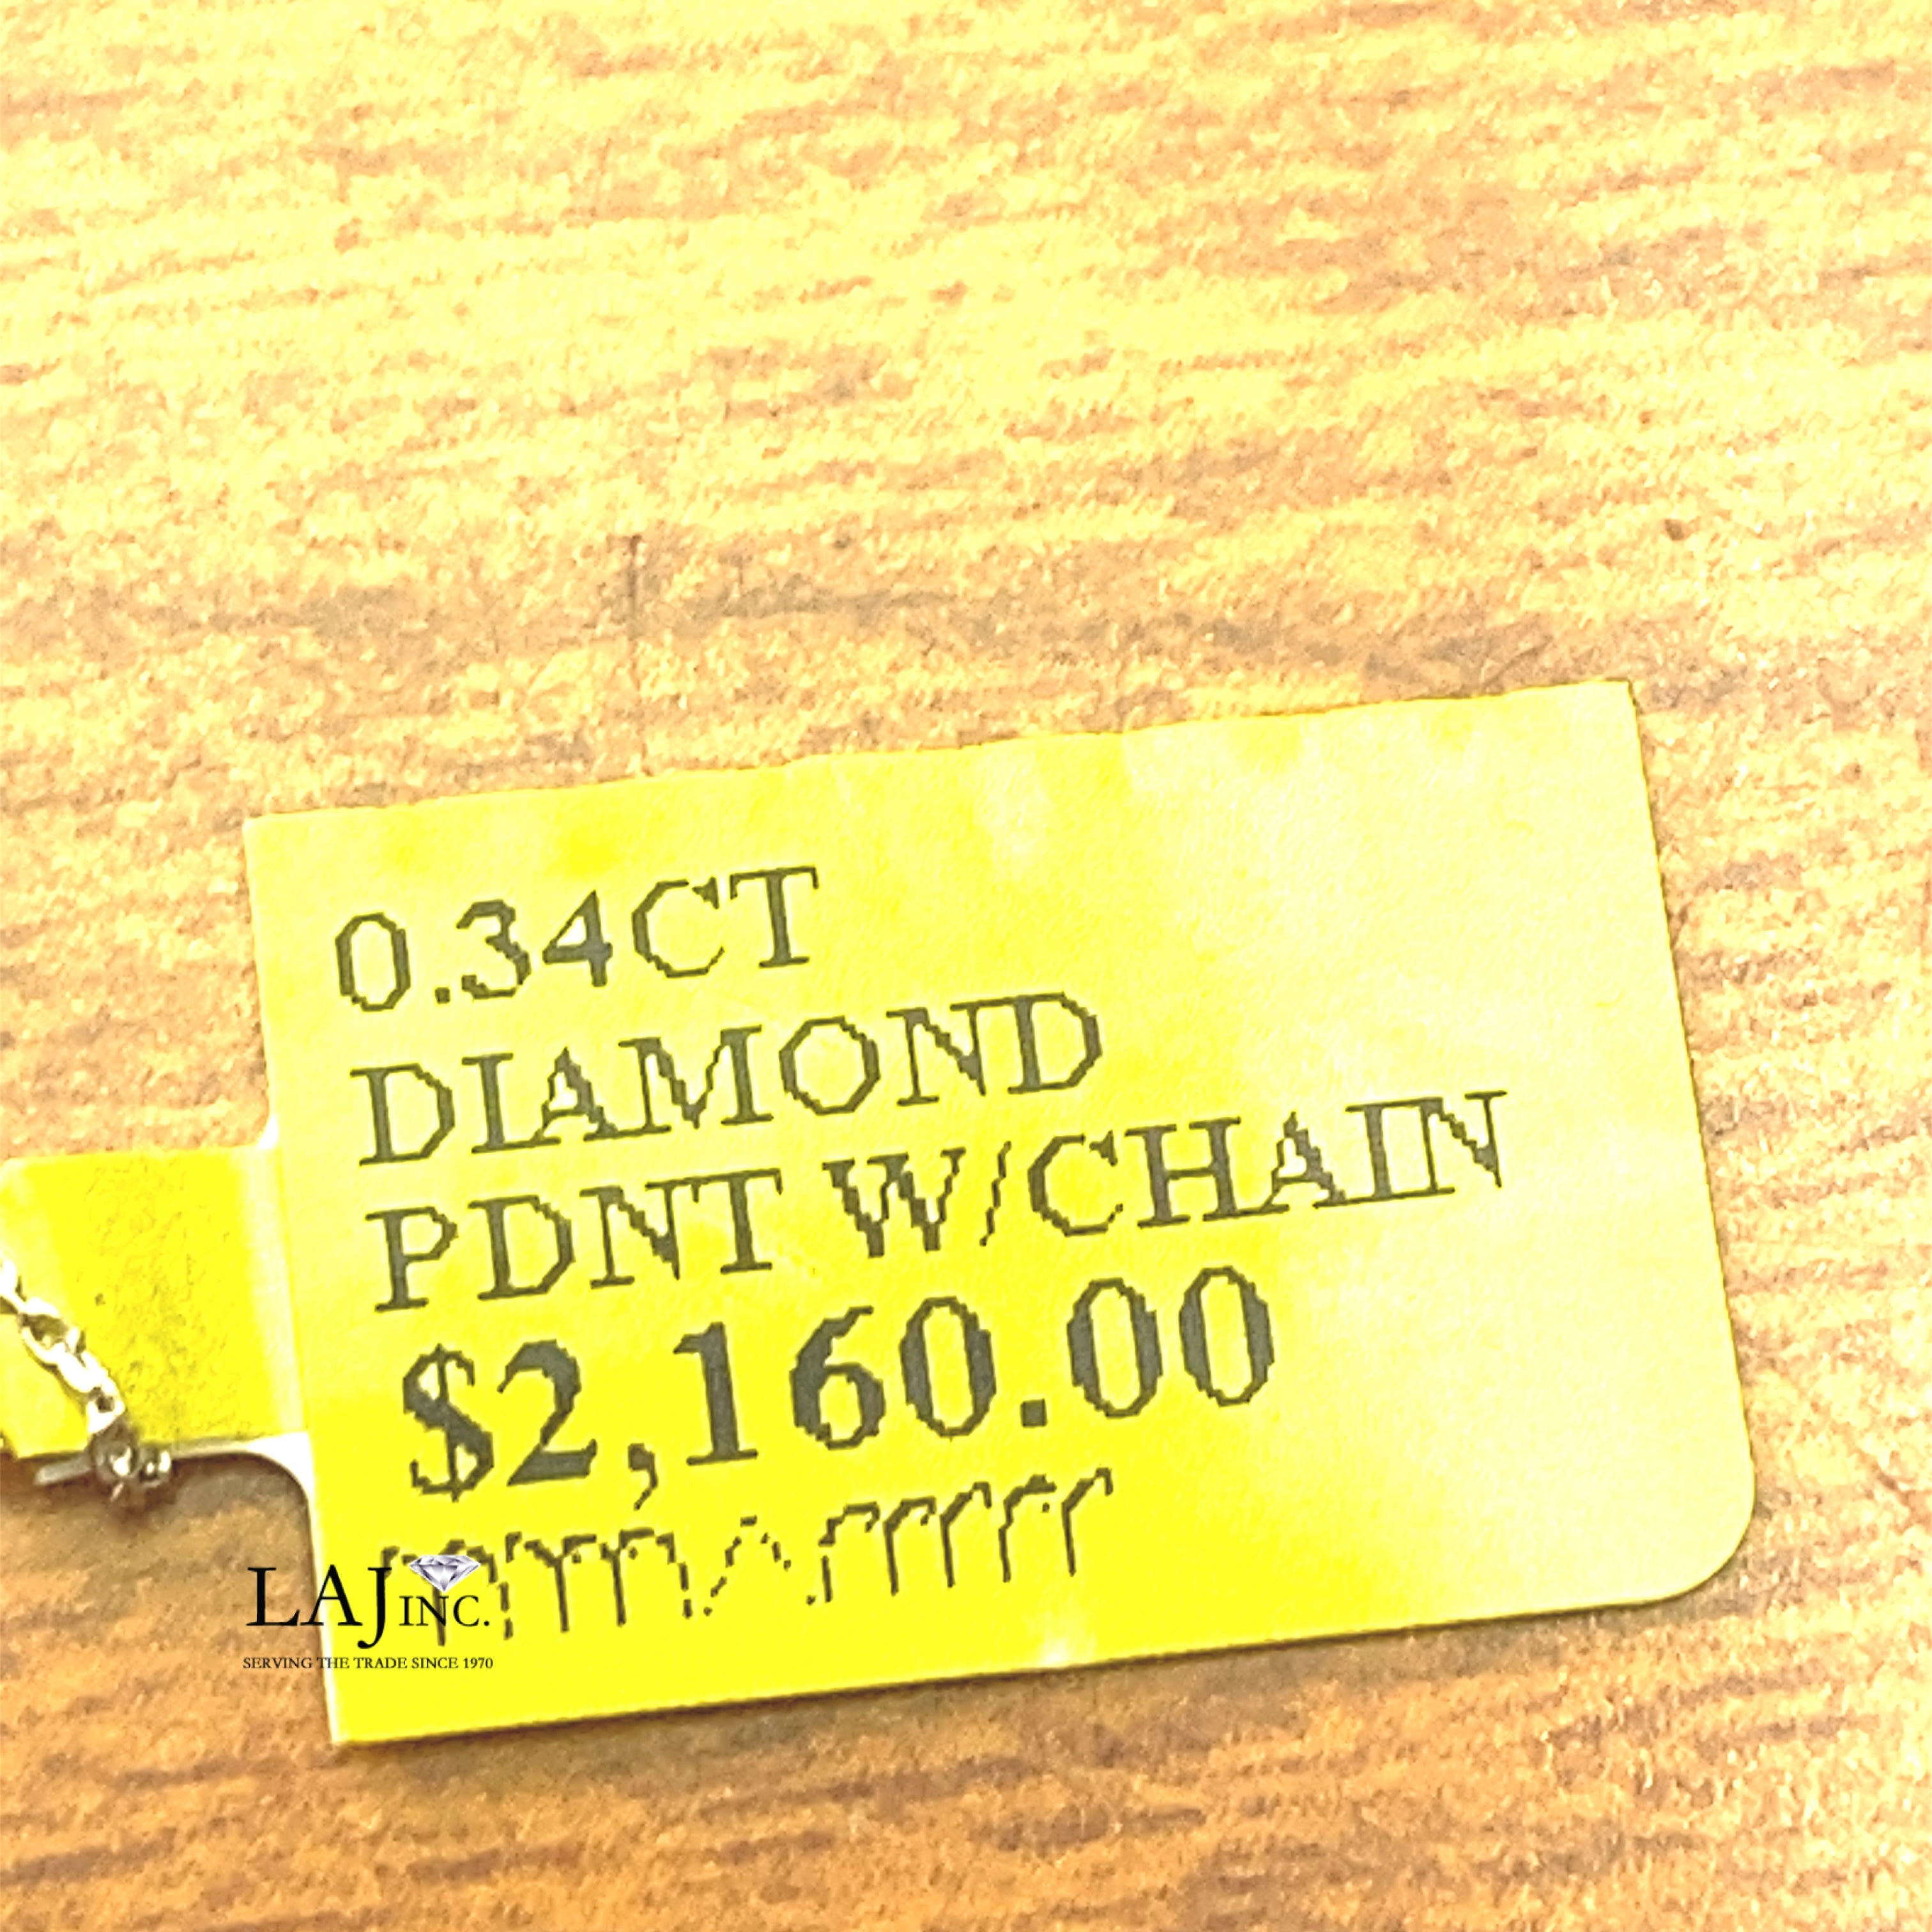 0.34CT
DIAMOND
PDNT W/CHAIN
$2,160.00
LAJ INC.
SERVING THE TRADE SINCE 1970